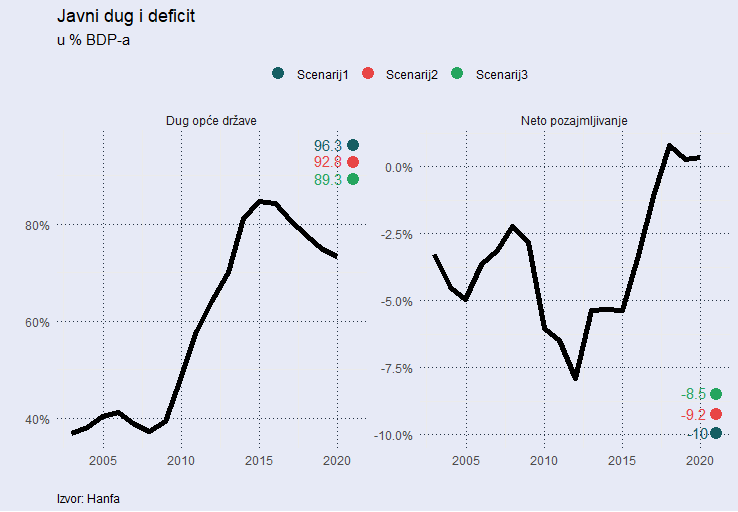 Javni dug i deficit
u % BDP-a
Scenarij1 Scenarij2 Scenarij3
Dug opće države
96.3
92.8
89.3
80%
60%
40%
2005 2010 2015 2020
Neto pozajmljivanje
0.0%
-2.5%
-5.0%
-7.5%
-10.0%
-8.5
-9.2
-10
2005 2010 2015 2020
Izvor: Hanfa